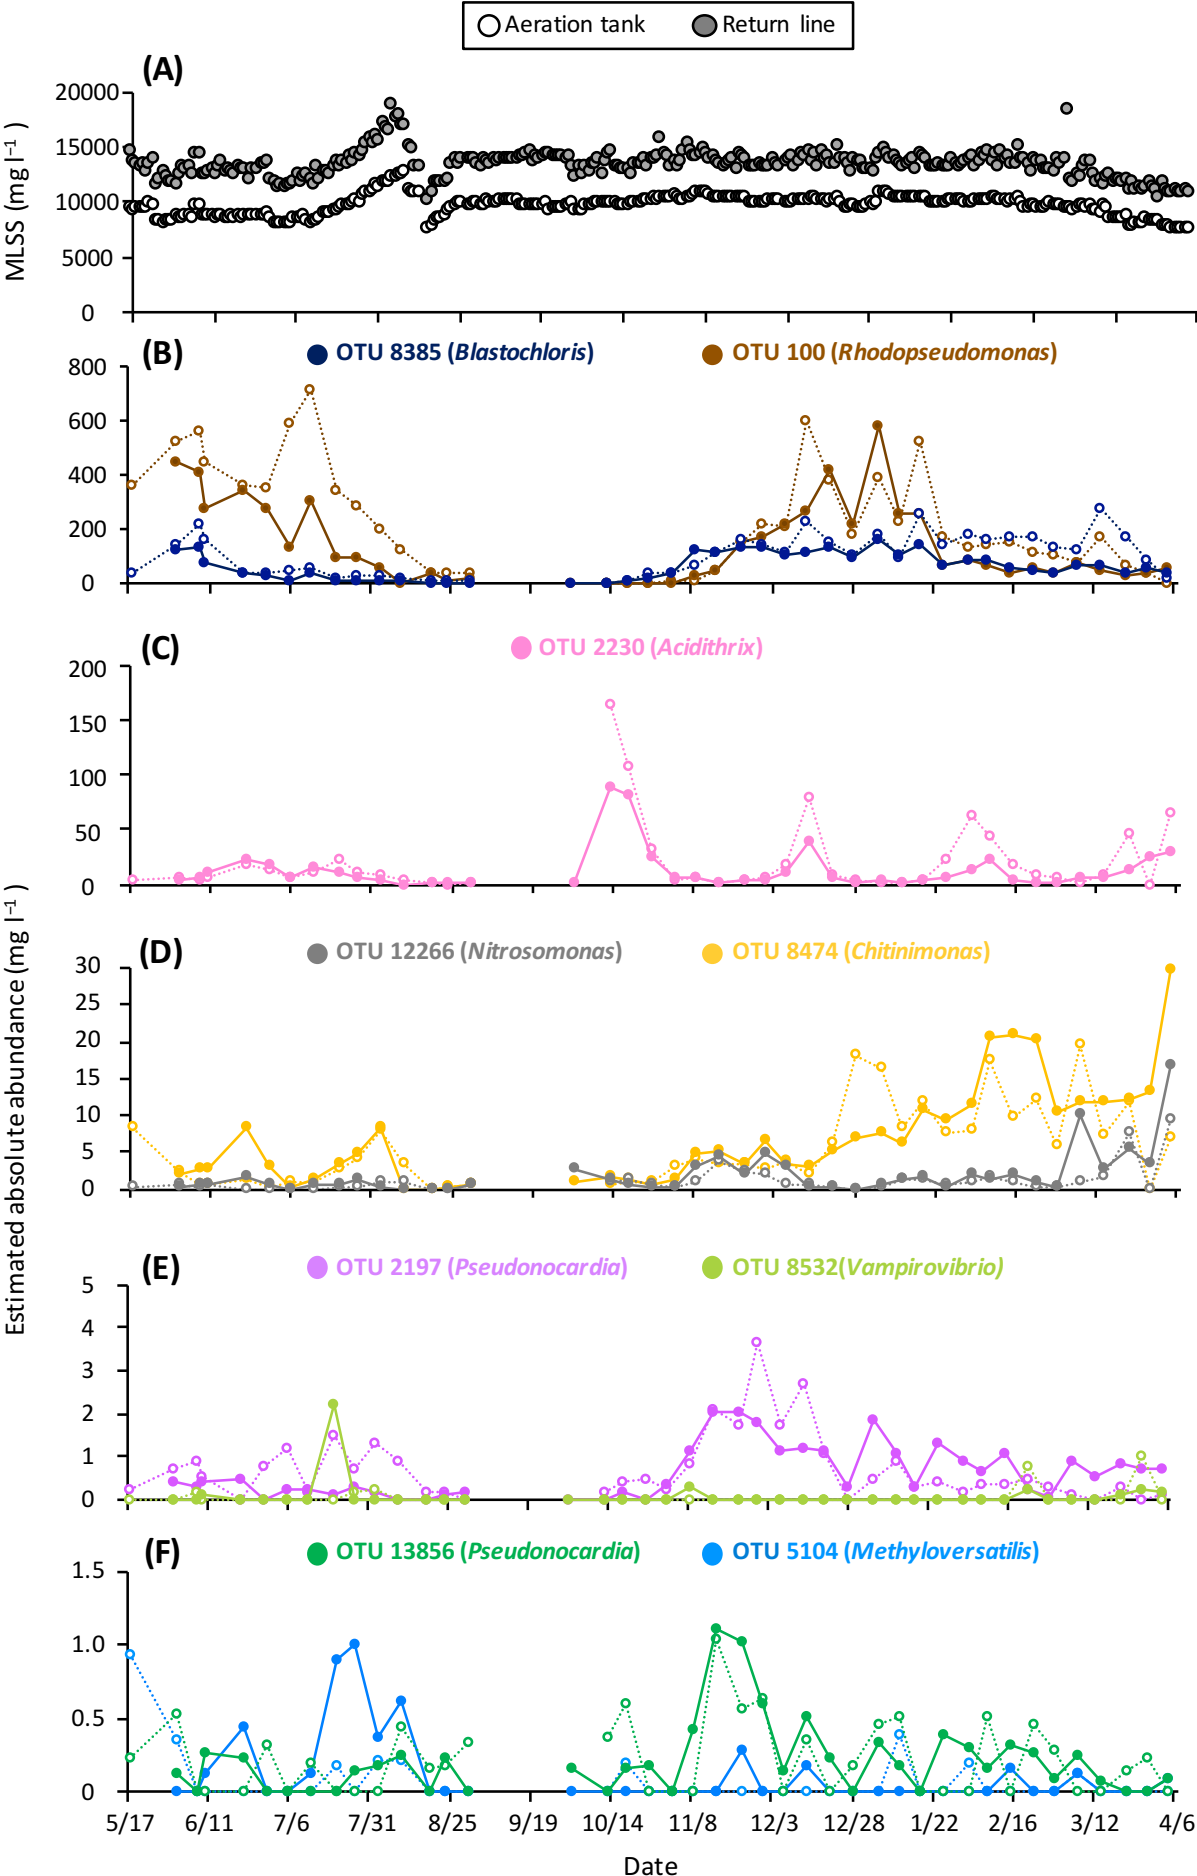 Aeration tank Return line
(A)
MLSS (mg l⁻¹ )
20000
15000
10000
5000
0
(B) OTU 8385 (Blastochloris) OTU 100 (Rhodopseudomonas)
800
600
400
200
0
(C) OTU 2230 (Acidithrix)
200
150
100
50
0
Estimated absolute abundance (mg l⁻¹ )
(D) OTU 12266 (Nitrosomonas) OTU 8474 (Chitinimonas)
30
25
20
15
10
5
0
(E) OTU 2197 (Pseudonocardia) OTU 8532(Vampirovibrio)
5
4
3
2
1
0
(F) OTU 13856 (Pseudonocardia) OTU 5104 (Methyloversatilis)
1.5
1.0
0.5
0
5/17 6/11 7/6 7/31 8/25 9/19 10/14 11/8 12/3 12/28 1/22 2/16 3/12 4/6
Date